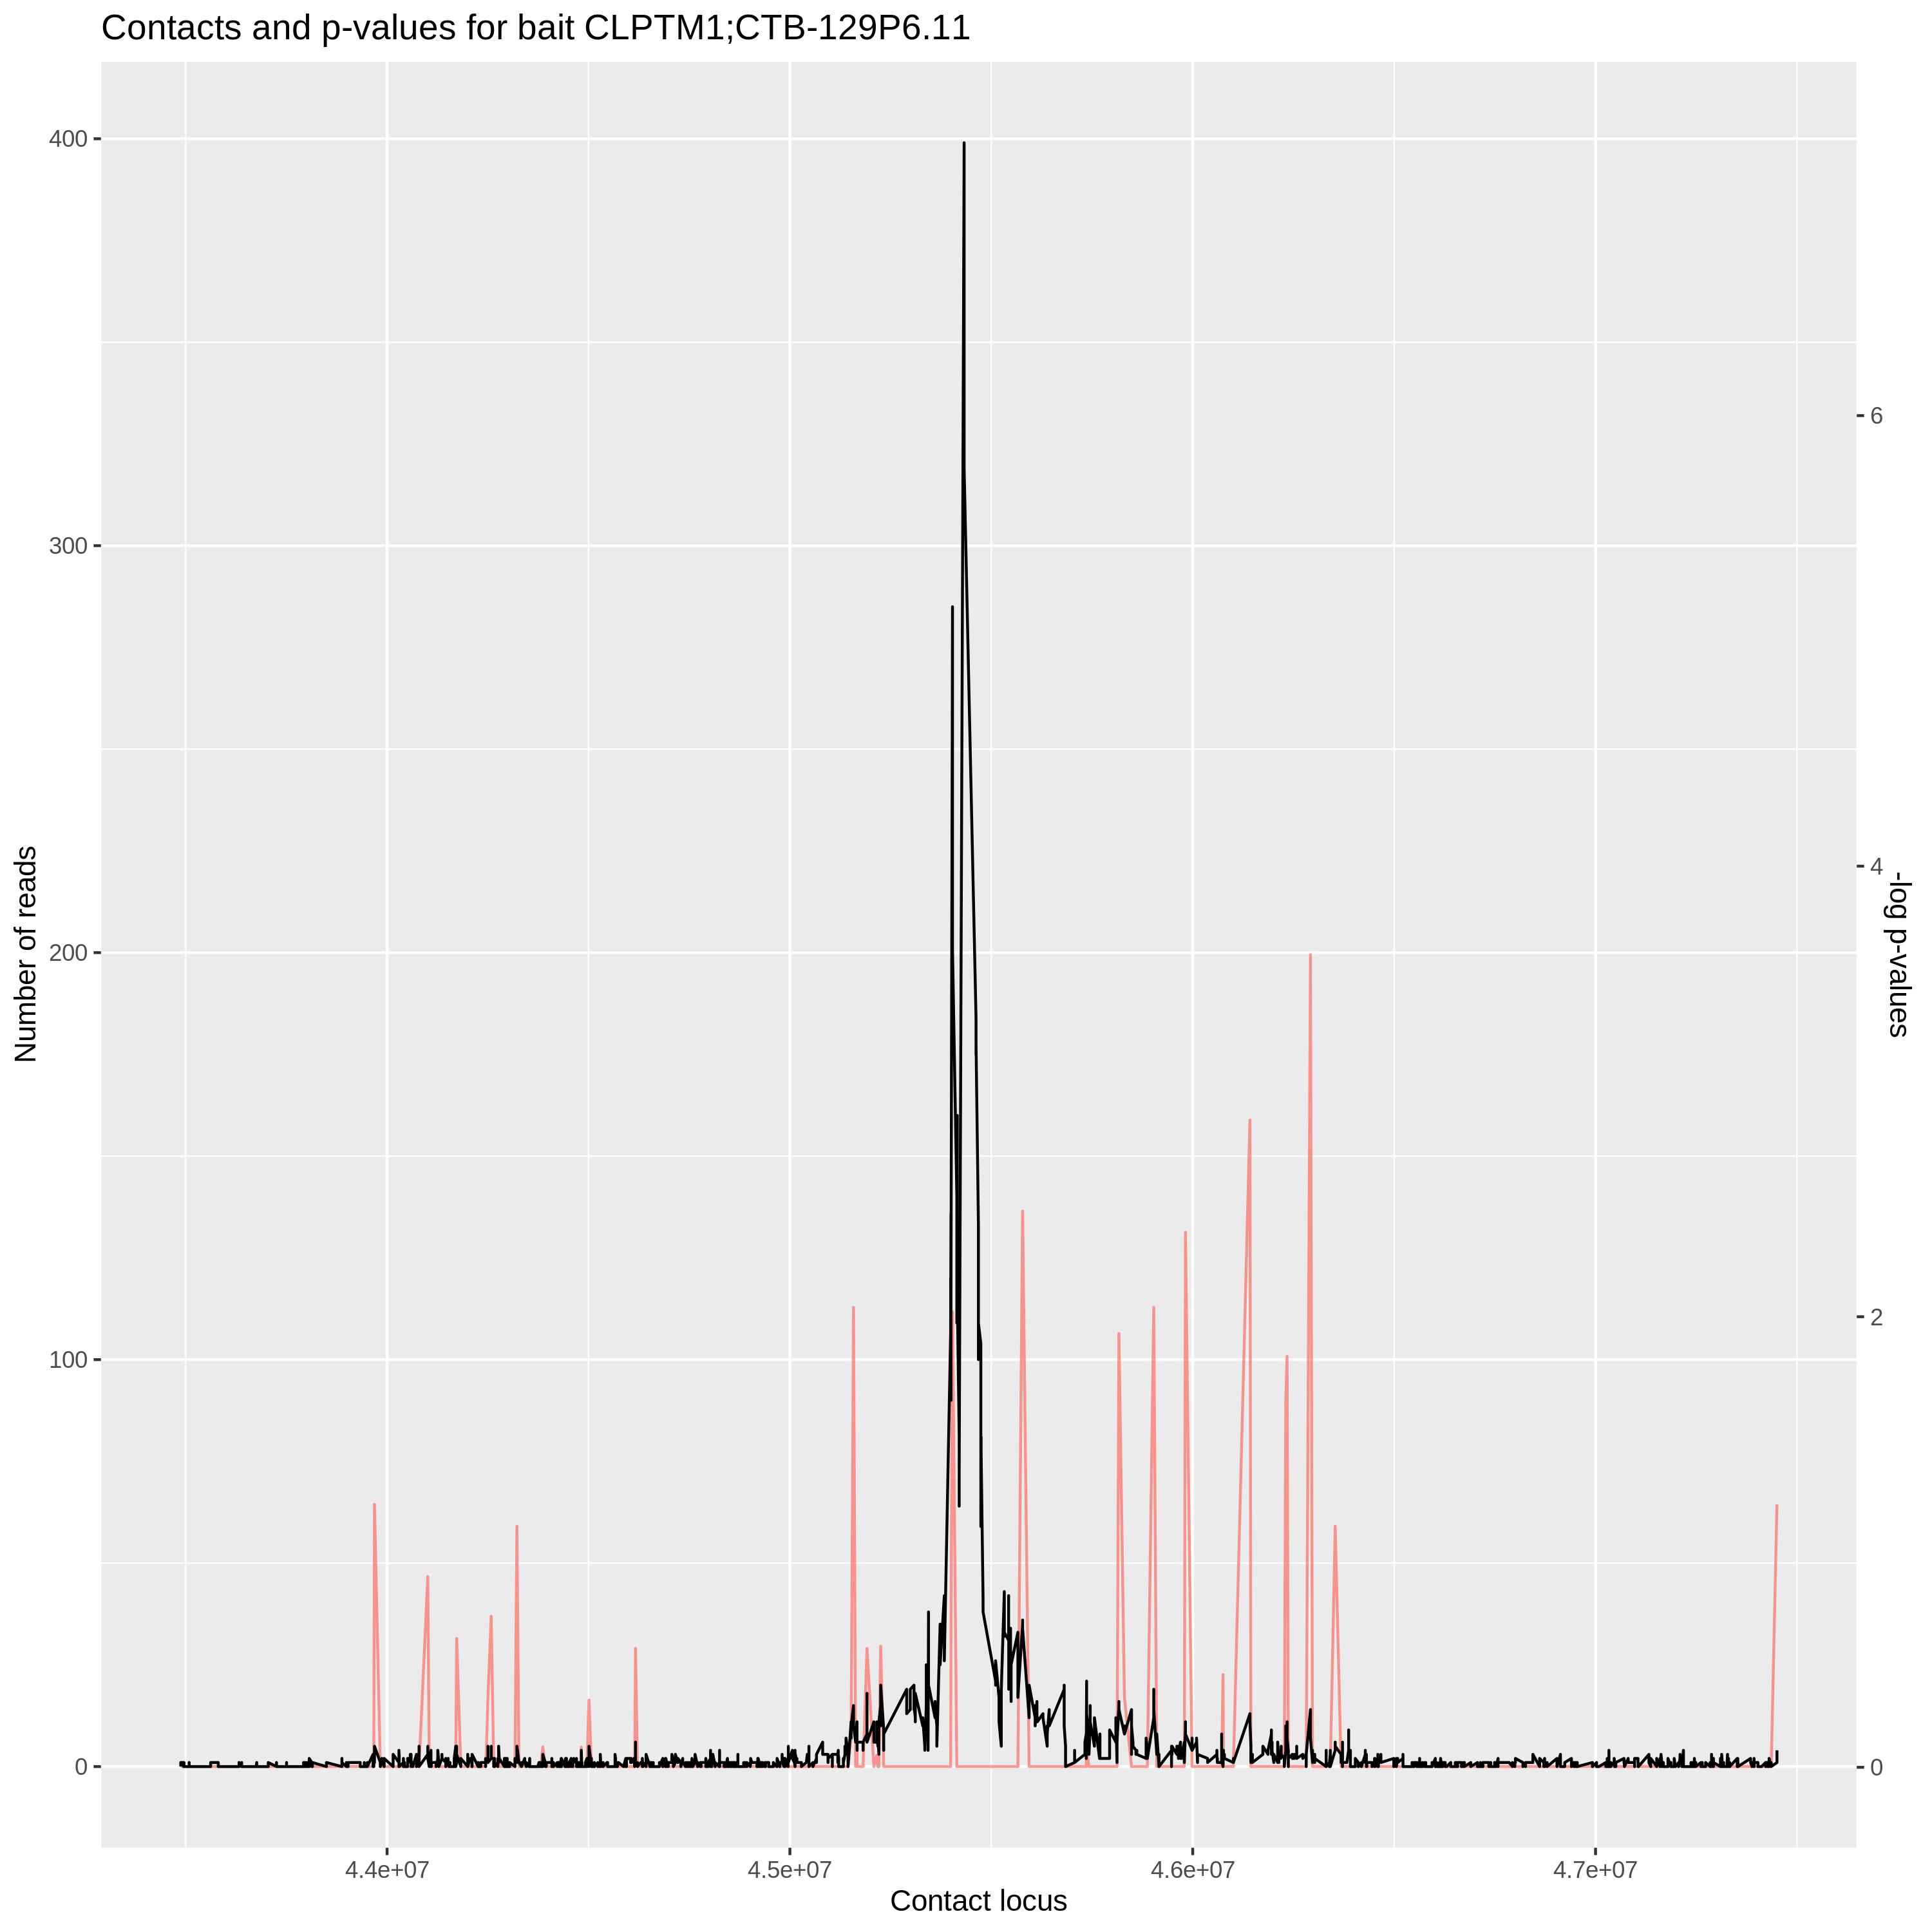 Contacts and p-values for bait CLPTM1;CTB-129P6.11
400
300
200
100
0
Number of reads
6
4
2
0
-log p-values
4.4e+07 4.5e+07 4.6e+07 4.7e+07
Contact locus